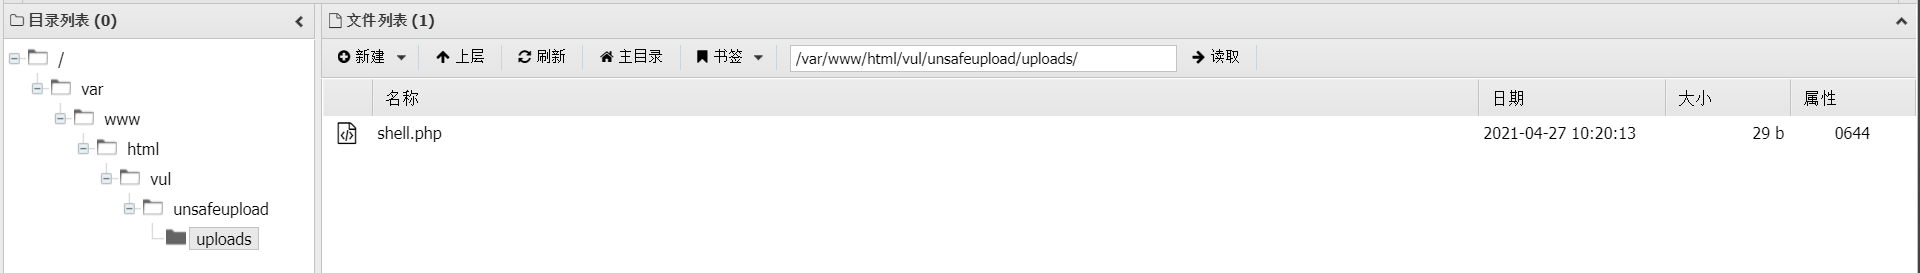 目录列表 (0)
/
var
www
html
vul
unsafeupload
uploads
文件列表 (1)
新建 上层 刷新 主目录 书签 /var/www/html/vul/unsafeupload/uploads/ 读取
名称 日期 大小 属性
shell.php 2021-04-27 10:20:13 29 b 0644